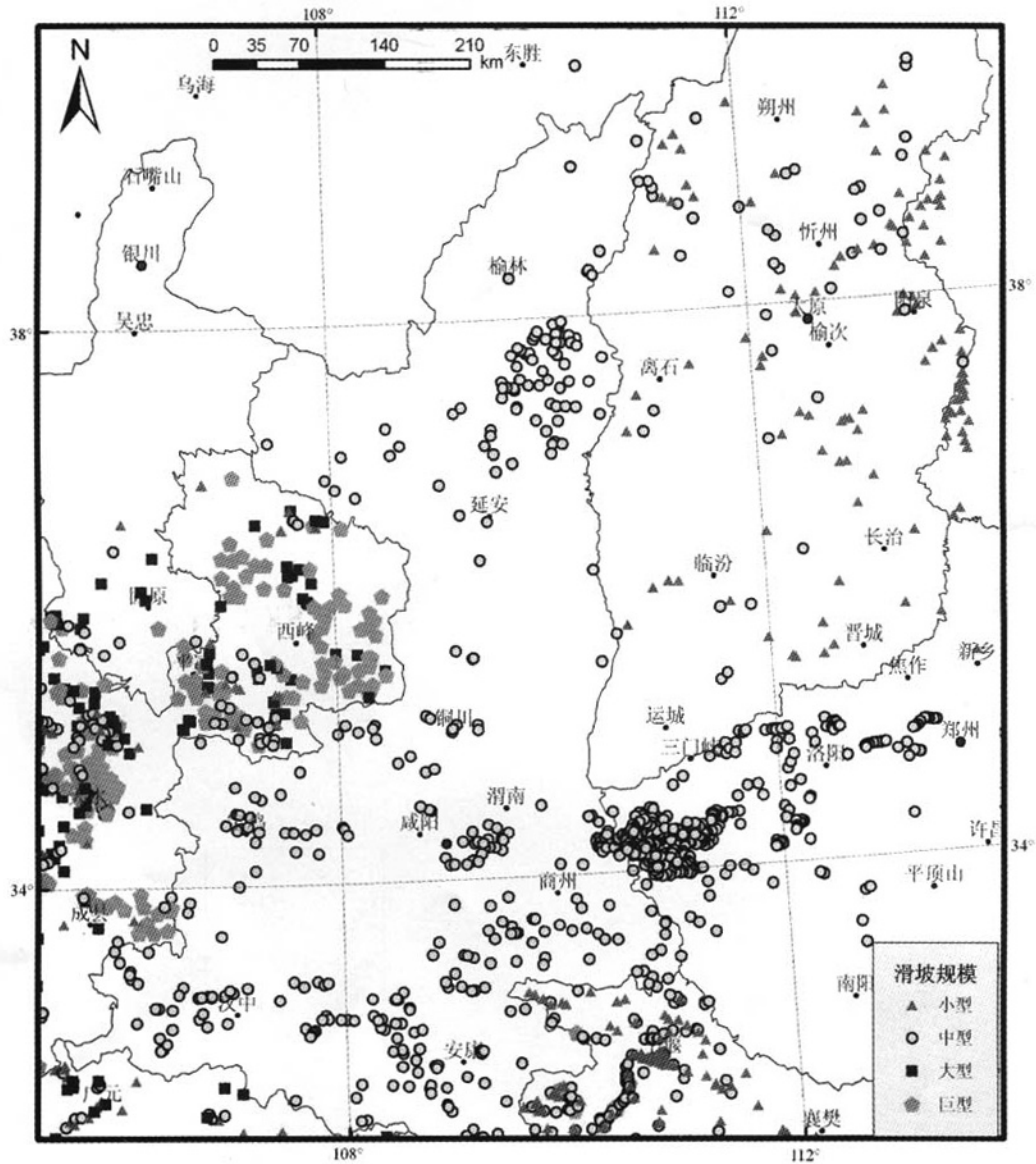 108°
112°
N
0 35 70 140 210
km
东胜
乌海
朔州
石嘴山
银川
忻州
榆林
38°
吴忠
38°
太原
阳泉
榆次
离石
延安
长治
临汾
固原
西峰
晋城
新乡
焦作
铜川
运城
郑州
三门峡
洛阳
渭南
咸阳
许昌
34°
商州
平顶山
34°
成县
滑坡规模
南阳
小型
汉中
中型
安康
大型
广元
巨型
襄樊
108°
112°